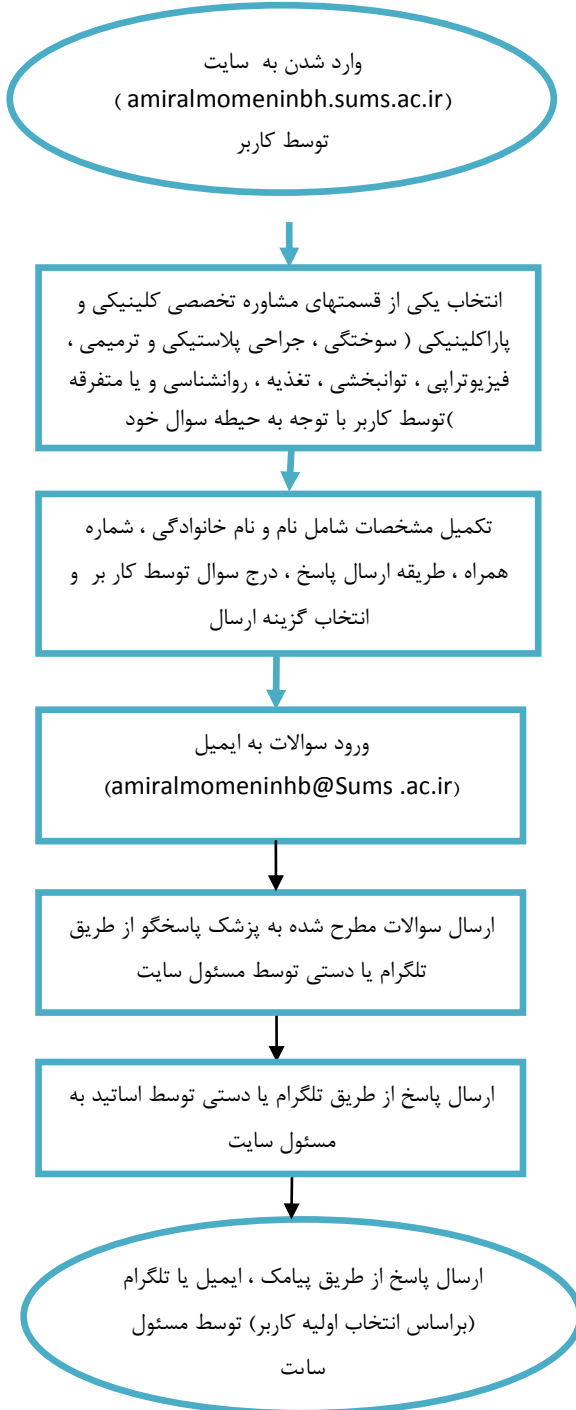 وارد شدن به سایت
( amiralmomeninbh.sums.ac.ir)
توسط کاربر
انتخاب یکی از قسمتهای مشاوره تخصصی کلینیکی و
پاراکلینیکی ( سوختگی ، جراحی پلاستیکی و ترمیمی ،
فیزیوتراپی ، توانبخشی ، تغذیه ، روانشناسی و یا متفرقه
)توسط کاربر با توجه به حیطه سوال خود
تکمیل مشخصات شامل نام و نام خانوادگی ، شماره
همراه ، طریقه ارسال پاسخ ، درج سوال توسط کار بر و
انتخاب گزینه ارسال
ورود سوالات به ایمیل
(amiralmomeninhb@Sums .ac.ir)
ارسال سوالات مطرح شده به پزشک پاسخگو از طریق
تلگرام یا دستی توسط مسئول سایت
ارسال پاسخ از طریق تلگرام یا دستی توسط اساتید به
مسئول سایت
ارسال پاسخ از طریق پیامک ، ایمیل یا تلگرام
(براساس انتخاب اولیه کاربر) توسط مسئول
سایت